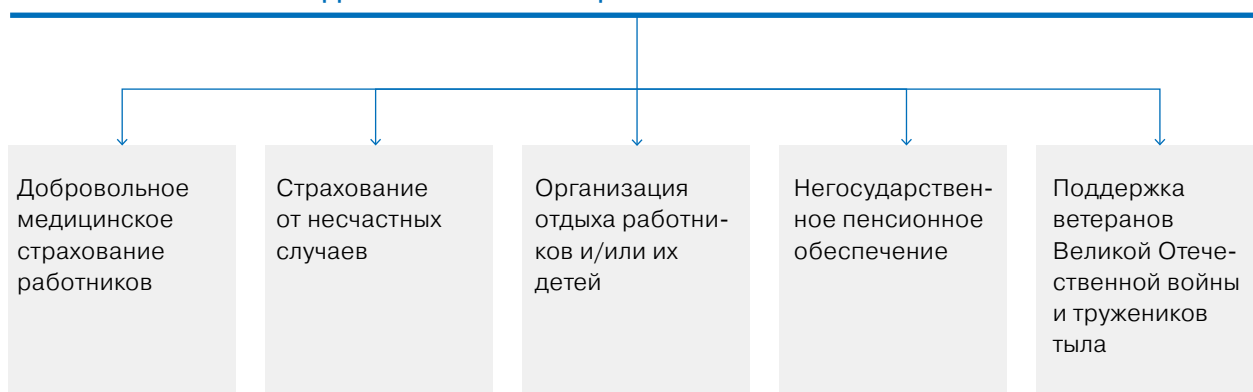 Добровольное
медицинское
страхование
работников
Страхование
от несчастных
случаев
Организация
отдыха работни-
ков и/или их
детей
Негосударствен-
ное пенсионное
обеспечение
Поддержка
ветеранов
Великой Отече-
ственной войны
и тружеников
тыла